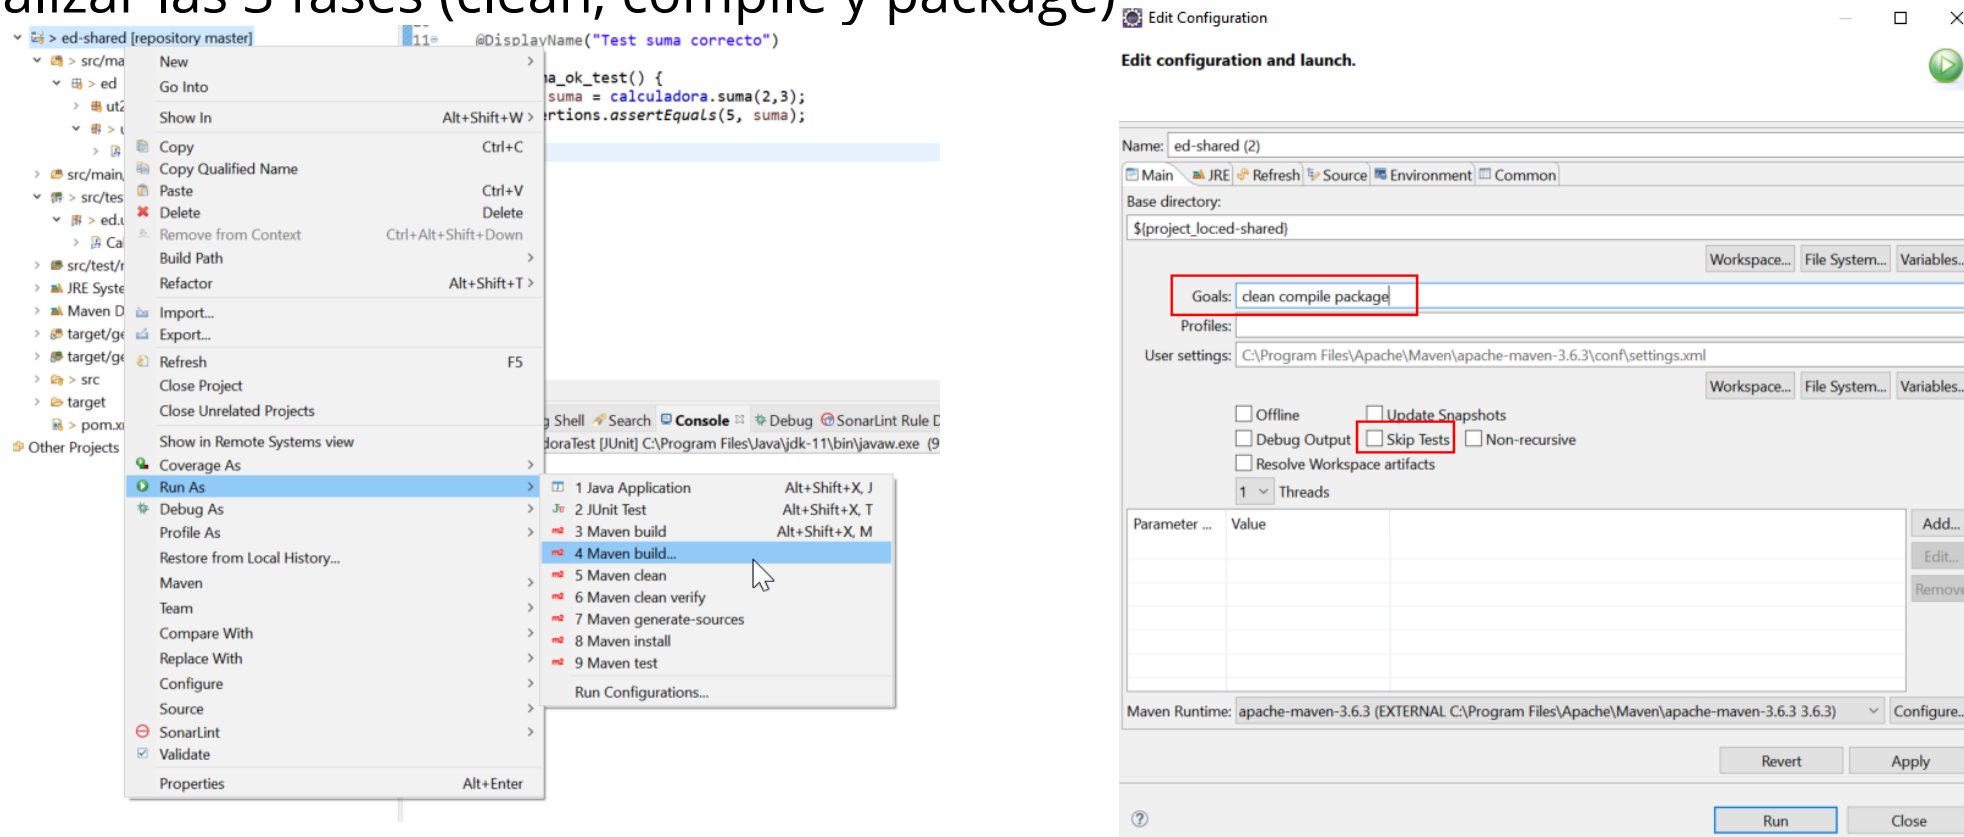 alizar las 3 fases (clean, compile y package)
> ed-shared [repository master]
> src/ma
> ed
> ut2
>
> src/main
> src/tes
> ed.u
Ca
src/test/r
JRE Syste
Maven D
target/ge
target/ge
> src
target
> pom.x
Other Projects
New
Go Into
Show In Alt+Shift+W >
Copy Ctrl+C
Copy Qualified Name
Paste Ctrl+V
Delete Delete
Remove from Context Ctrl+Alt+Shift+Down
Build Path
Refactor Alt+Shift+T >
Import...
Export...
Refresh F5
Close Project
Close Unrelated Projects
Show in Remote Systems view
Coverage As
Run As
Debug As
Profile As
Restore from Local History...
Maven
Team
Compare With
Replace With
Configure
Source
SonarLint
Validate
Properties Alt+Enter
11 @DisplayName("Test suma correcto")
a_ok_test() {
suma = calculadora.suma(2,3);
rtions.assertEquals(5, suma);
g Shell Search Console Debug SonarLint Rule D
doraTest [JUnit] C:\Program Files\Java\jdk-11\bin\javaw.exe (9
1 Java Application Alt+Shift+X, J
2 JUnit Test Alt+Shift+X, T
3 Maven build Alt+Shift+X, M
4 Maven build...
5 Maven clean
6 Maven clean verify
7 Maven generate-sources
8 Maven install
9 Maven test
Run Configurations...
Edit Configuration
Edit configuration and launch.
Name: ed-shared (2)
Main JRE Refresh Source Environment Common
Base directory:
${project_loc:ed-shared}
Workspace... File System... Variables..
Goals: clean compile package
Profiles:
User settings: C:\Program Files\Apache\Maven\apache-maven-3.6.3\conf\settings.xml
Workspace... File System... Variables..
Offline Update Snapshots
Debug Output Skip Tests Non-recursive
Resolve Workspace artifacts
1 Threads
Parameter ... Value
Add...
Edit...
Remove
Maven Runtime: apache-maven-3.6.3 (EXTERNAL C:\Program Files\Apache\Maven\apache-maven-3.6.3 3.6.3) Configure..
Revert Apply
Run Close